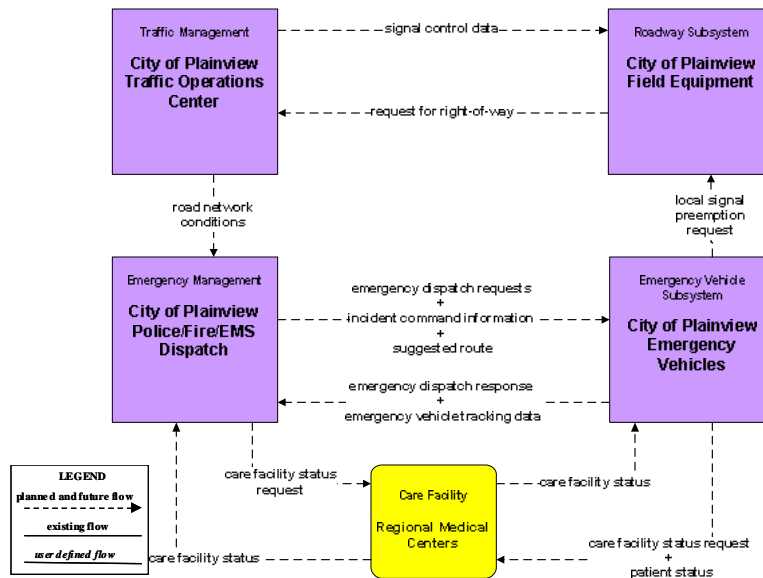 Traffic Management
City of Plainview
Traffic Operations
Center
signal control data
Roadway Subsystem
City of Plainview
Field Equipment
request for right-of-way
road network
conditions
local signal
preemption
request
Emergency Management
City of Plainview
Police/Fire/EMS
Dispatch
emergency dispatch requests
+
incident command information
+
suggested route
Emergency Vehicle
Subsystem
City of Plainview
Emergency
Vehicles
emergency dispatch response
+
emergency vehicle tracking data
care facility status
request
Care Facility
Regional Medical
Centers
care facility status
care facility status
care facility status request
+
patient status
LEGEND
planned and future flow
existing flow
user defined flow